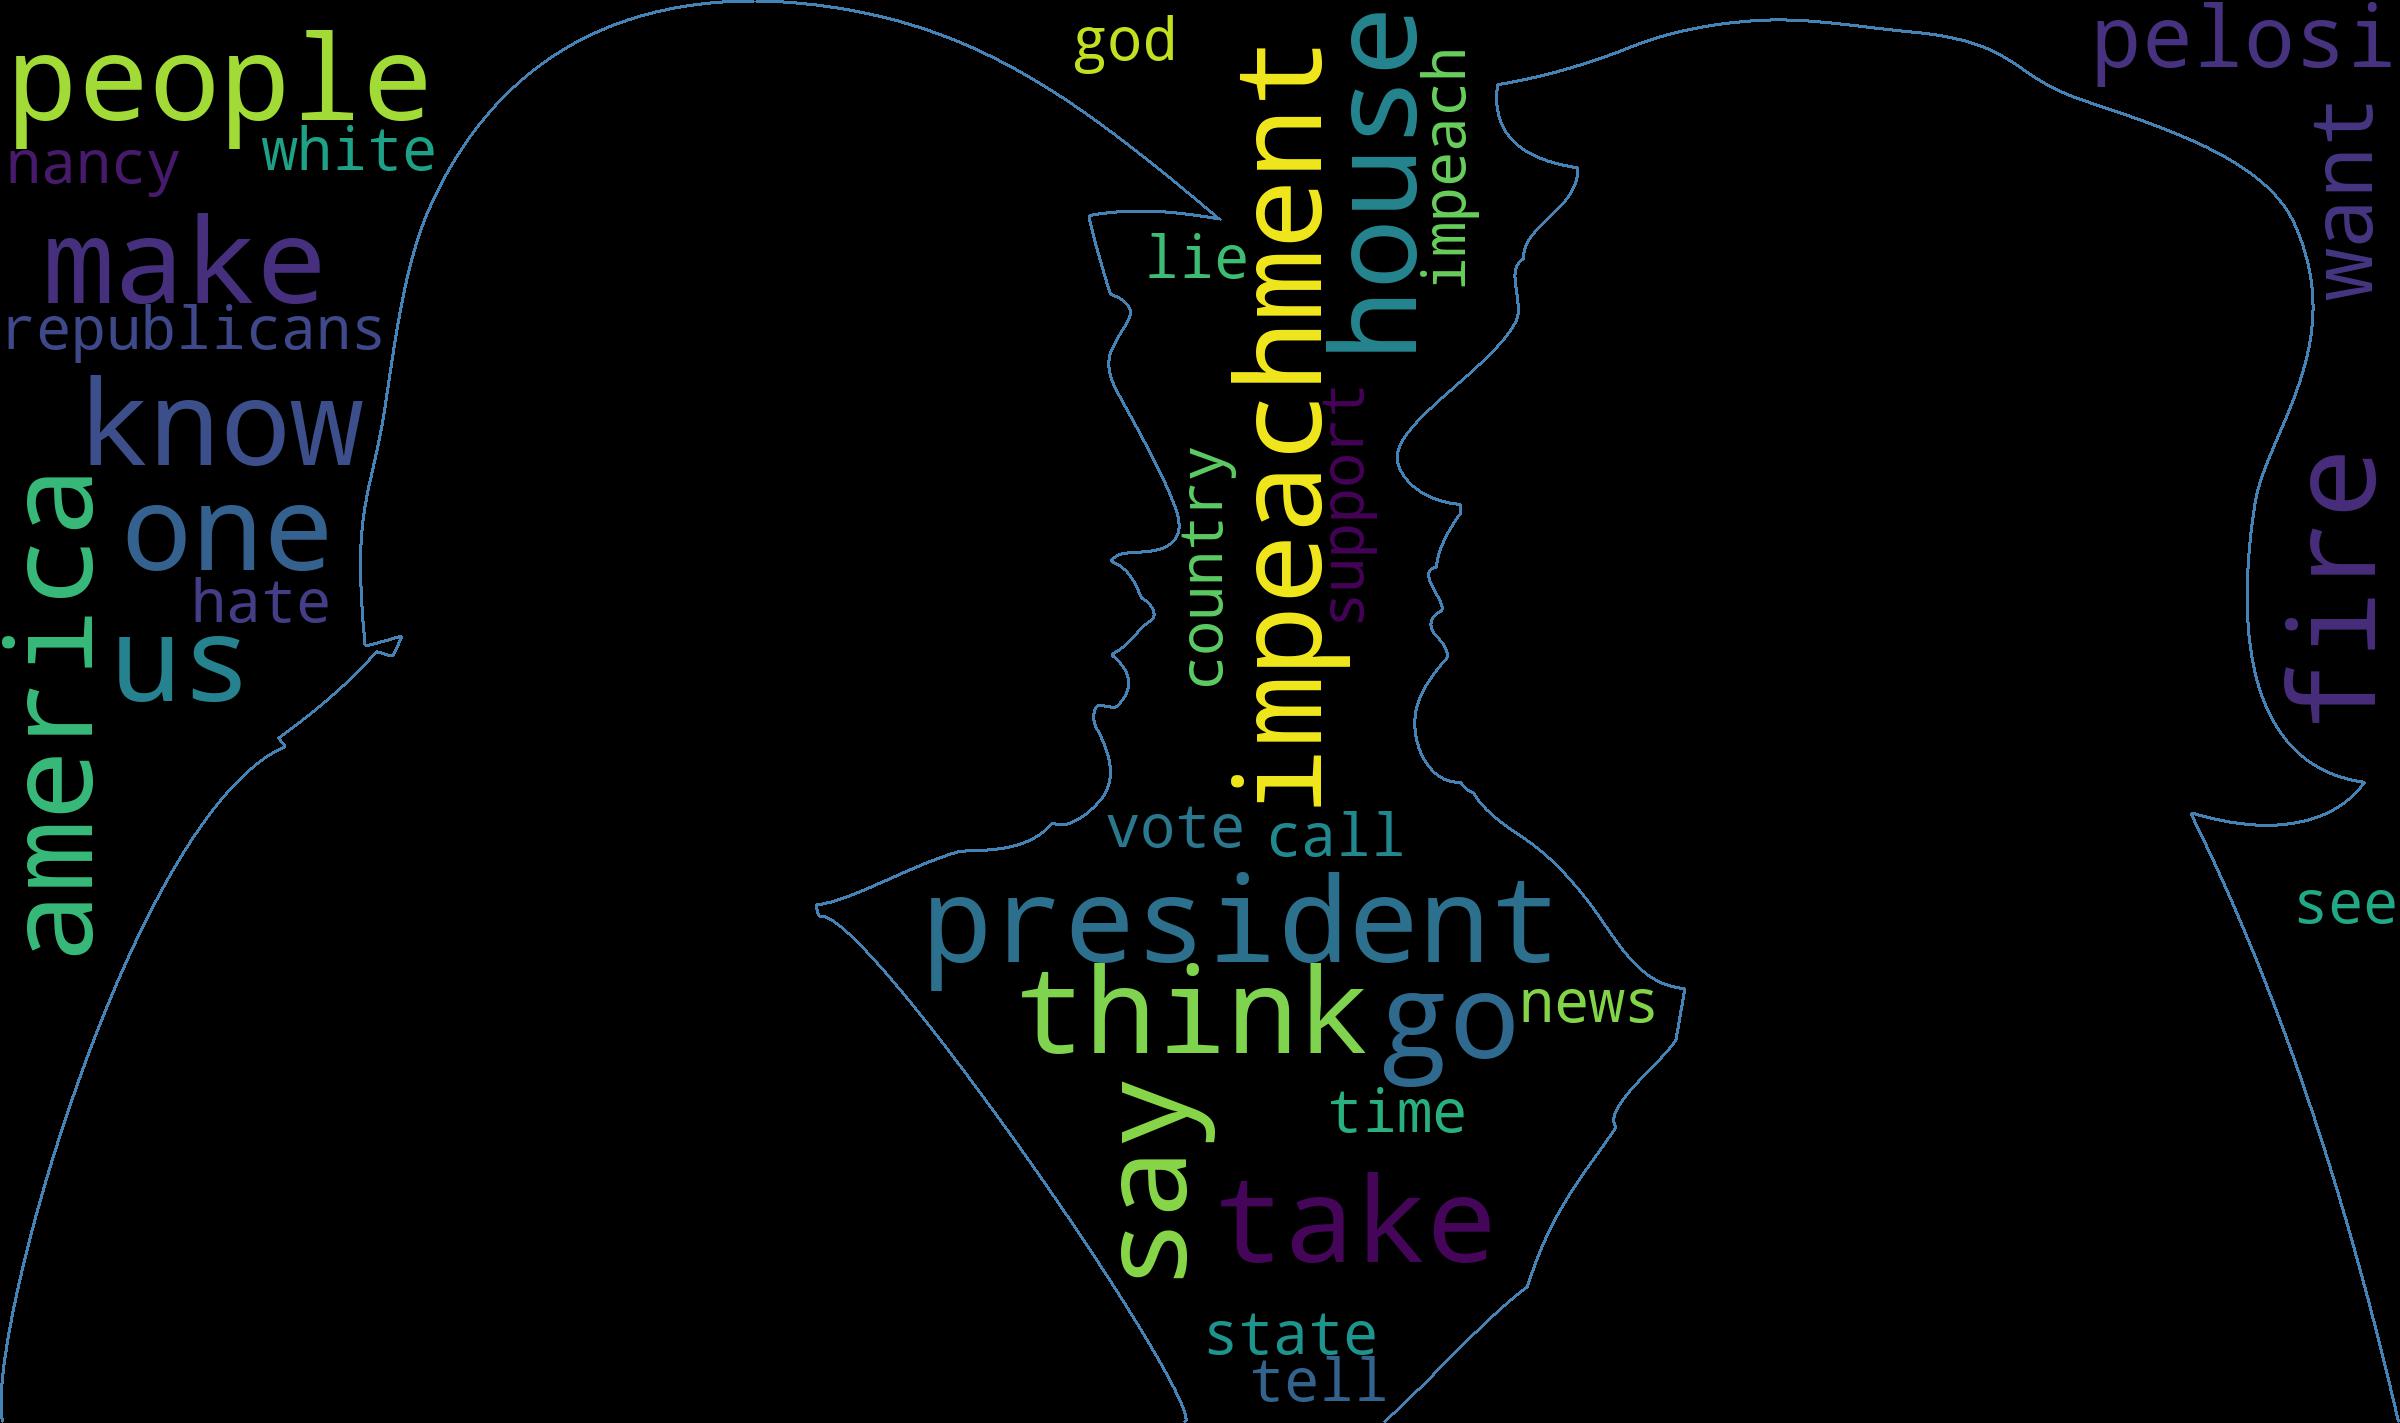 people
white
nancy
make
republicans
know
america
one
hate
us
god
lie
impeachment
house
impeach
support
country
vote
call
president
think
go
news
time
say
take
state
tell
pelosi
want
fire
see